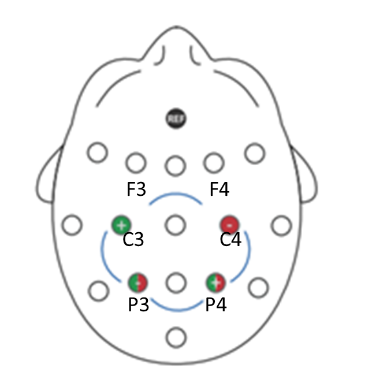 REF
F3 F4
+ -
C3 C4
- +
P3 P4